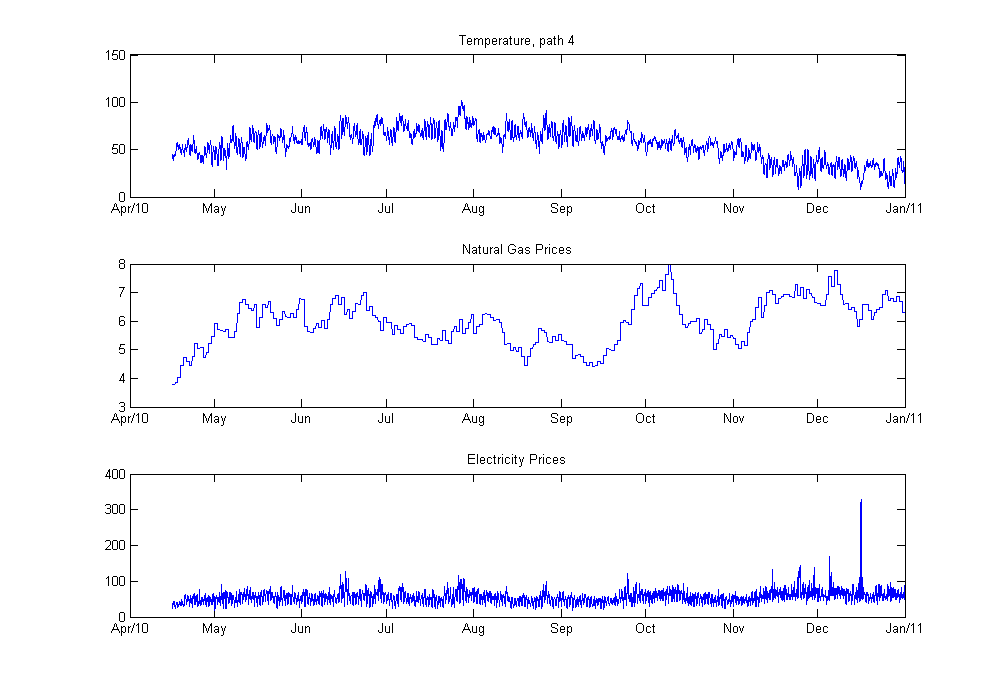 Temperature, path 4
150
100
50
0
Apr/10 May Jun Jul Aug Sep Oct Nov Dec Jan/11
Natural Gas Prices
8
7
6
5
4
3
Apr/10 May Jun Jul Aug Sep Oct Nov Dec Jan/11
Electricity Prices
400
300
200
100
0
Apr/10 May Jun Jul Aug Sep Oct Nov Dec Jan/11